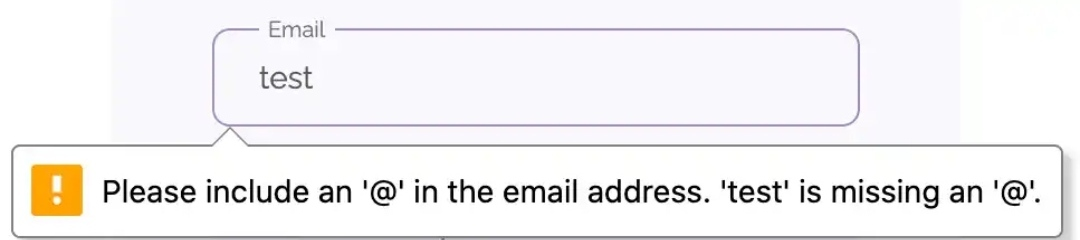 Email
test
Please include an '@' in the email address. 'test' is missing an '@'.